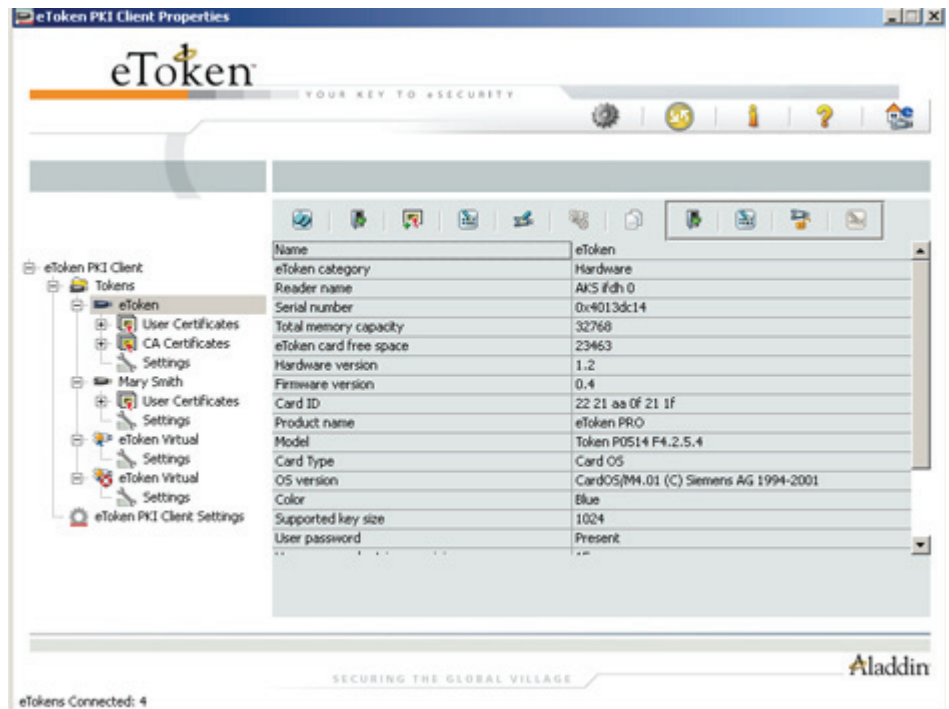 eToken PKI Client Properties
eToken
YOUR KEY TO eSECURITY
eToken PKI Client
Tokens
eToken
User Certificates
CA Certificates
Settings
Mary Smith
User Certificates
Settings
eToken Virtual
Settings
eToken Virtual
Settings
eToken PKI Client Settings
Name eToken
eToken category Hardware
Reader name AKS ifdh 0
Serial number 0x4013dc14
Total memory capacity 32768
eToken card free space 23463
Hardware version 1.2
Firmware version 0.4
Card ID 22 21 aa 0f 21 1f
Product name eToken PRO
Model Token P0514 F4.2.5.4
Card Type Card OS
OS version CardOS/M4.01 (C) Siemens AG 1994-2001
Color Blue
Supported key size 1024
User password Present
Aladdin
SECURING THE GLOBAL VILLAGE
eTokens Connected: 4